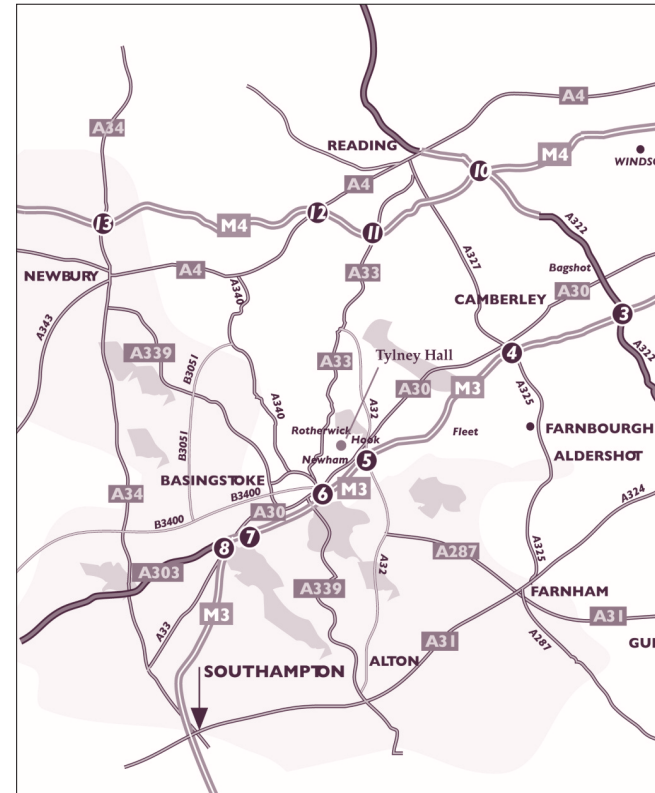 A4
A34
READING
M4
WINDS
10
A4
12
13
M4
11
A322
A327
A33
Bagshot
NEWBURY
A4
A340
CAMBERLEY
A30
3
A343
A339
B3051
A33
Tylney Hall
4
A322
A30
M3
A325
A32
A340
Rotherwick
Hook
Fleet
FARNBOURGH
B3051
Newham
5
ALDERSHOT
BASINGSTOKE
M3
A34
B3400
6
A324
A30
B3400
7
8
A287
A325
A303
A32
A339
FARNHAM
M3
A33
A31
A31
A287
GUI
ALTON
SOUTHAMPTON